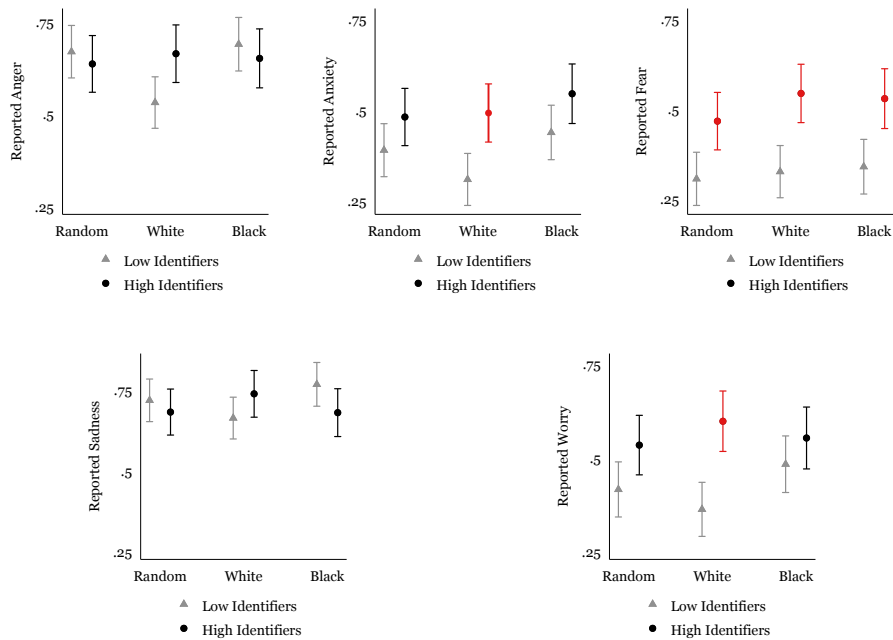 Reported Anger
.75
.5
.25
Random White Black
Low Identifiers
High Identifiers
Reported Anxiety
.75
.5
.25
Random White Black
Low Identifiers
High Identifiers
Reported Fear
.75
.5
.25
Random White Black
Low Identifiers
High Identifiers
Reported Sadness
.75
.5
.25
Random White Black
Low Identifiers
High Identifiers
Reported Worry
.75
.5
.25
Random White Black
Low Identifiers
High Identifiers